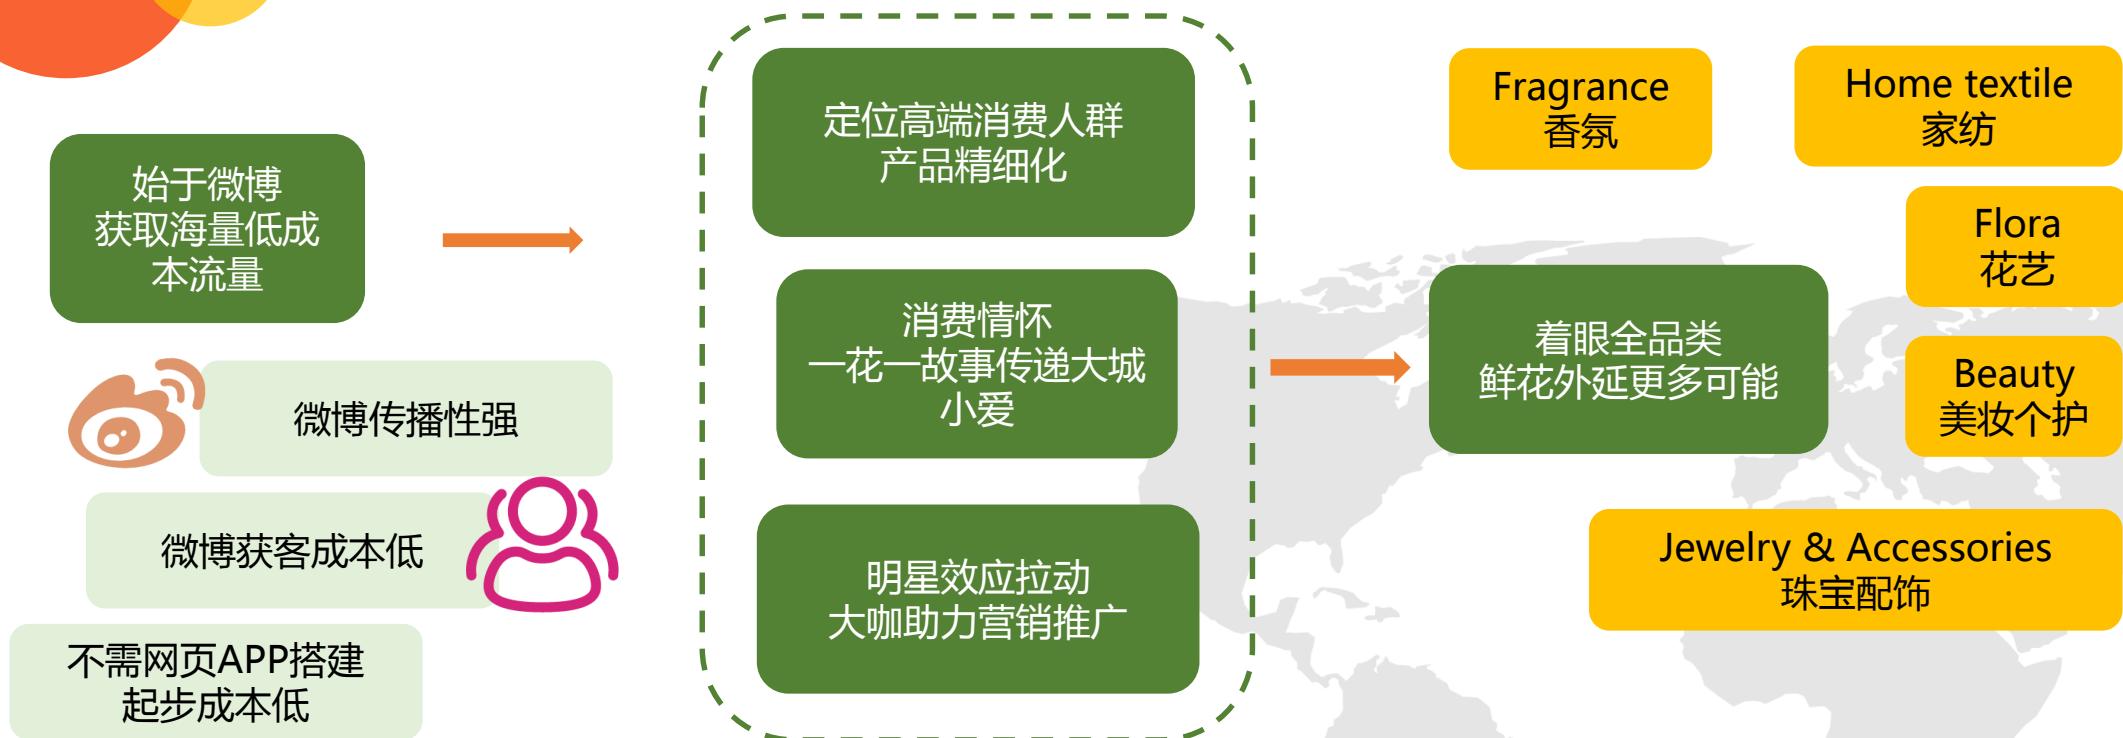 始于微博
获取海量低成
本流量
微博传播性强
微博获客成本低
不需网页APP搭建
起步成本低
定位高端消费人群
产品精细化
消费情怀
一花一故事传递大城
小爱
明星效应拉动
大咖助力营销推广
着眼全品类
鲜花外延更多可能
Fragrance
香氛
Home textile
家纺
Flora
花艺
Beauty
美妆个护
Jewelry & Accessories
珠宝配饰